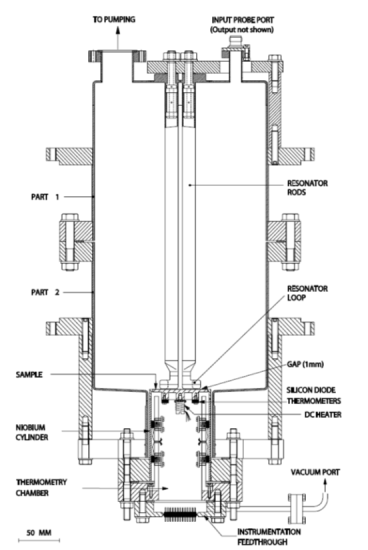 TO PUMPING
INPUT PROBE PORT
(Output not shown)
PART 1
RESONATOR
RODS
PART 2
RESONATOR
LOOP
GAP (1mm)
SAMPLE
SILICON DIODE
THERMOMETERS
DC HEATER
NIOBIUM
CYLINDER
VACUUM PORT
THERMOMETRY
CHAMBER
INSTRUMENTATION
FEEDTHROUGH
50 MM